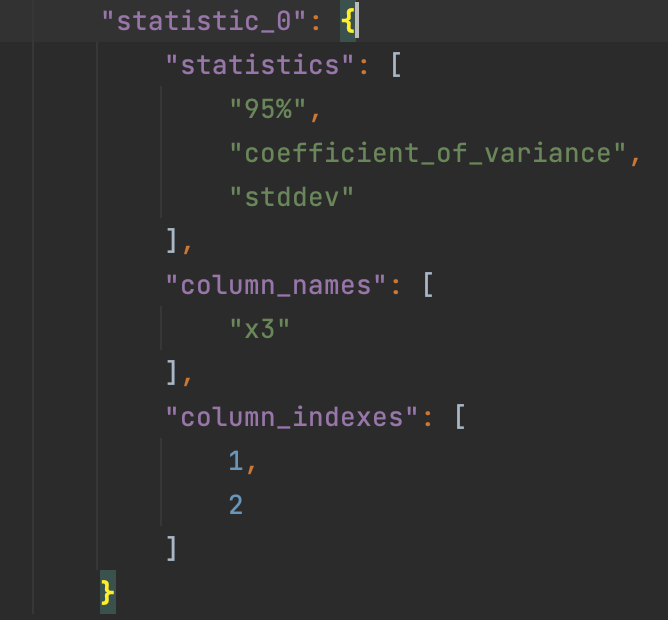 "statistic_0": {
"statistics": [
"95%",
"coefficient_of_variance",
"stddev"
],
"column_names": [
"x3"
],
"column_indexes": [
1,
2
]
}